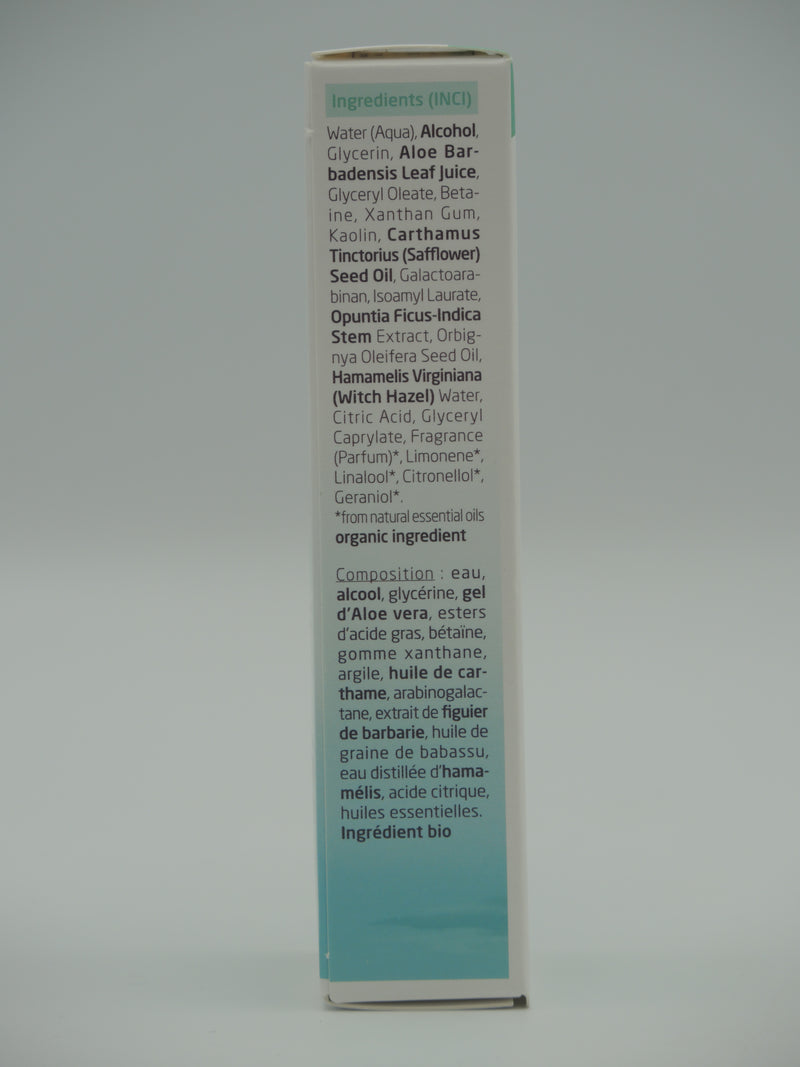 Ingredients (INCI)
Water (Aqua), Alcohol,
Glycerin, Aloe Bar-
badensis Leaf Juice,
Glyceryl Oleate, Beta-
ine, Xanthan Gum,
Kaolin, Carthamus
Tinctorius (Safflower)
Seed Oil, Galactoara-
binan, Isoamyl Laurate,
Opuntia Ficus-Indica
Stem Extract, Orbig-
nya Oleifera Seed Oil,
Hamamelis Virginiana
(Witch Hazel) Water,
Citric Acid, Glyceryl
Caprylate, Fragrance
(Parfum)*, Limonene*,
Linalool*, Citronellol*,
Geraniol*.
*from natural essential oils
organic ingredient
Composition : eau,
alcool, glycérine, gel
d'Aloe vera, esters
d'acide gras, bétaïne,
gomme xanthane,
argile, huile de car-
thame, arabinogalac-
tane, extrait de figuier
de barbarie, huile de
graine de babassu,
eau distillée d'hama-
mélis, acide citrique,
huiles essentielles.
Ingrédient bio